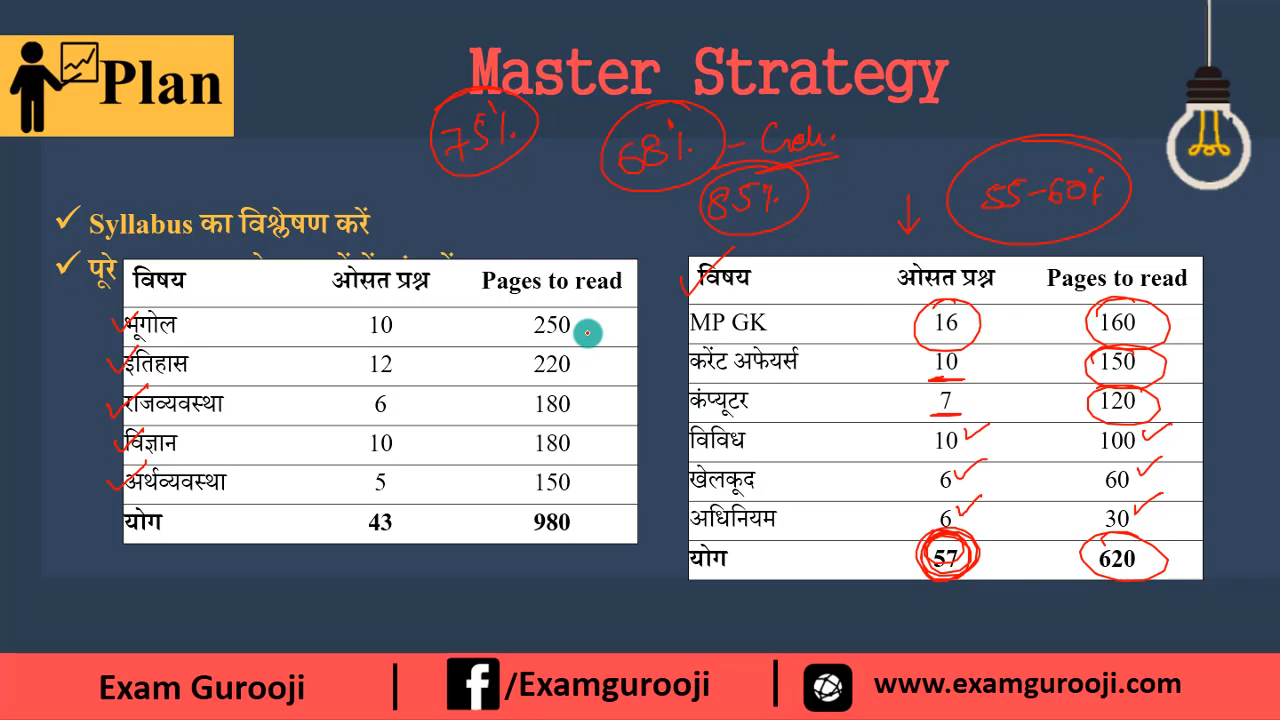 Plan
Master Strategy
75%
68%
85%
55-60%
Syllabus का विश्लेषण करें
पूरे
विषय ओसत प्रश्न Pages to read
भूगोल 10 250
इतिहास 12 220
राजव्यवस्था 6 180
विज्ञान 10 180
अर्थव्यवस्था 5 150
योग 43 980
विषय ओसत प्रश्न Pages to read
MP GK 16 160
करेंट अफेयर्स 10 150
कंप्यूटर 7 120
विविध 10 100
खेलकूद 6 60
अधिनियम 6 30
योग 57 620
Exam Gurooji | f /Examgurooji | www.examgurooji.com